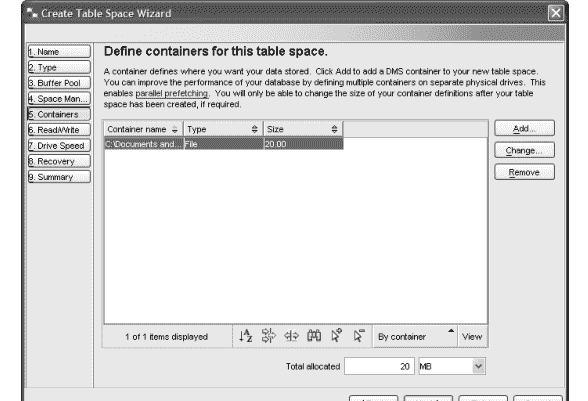 Create Table Space Wizard
1. Name
2. Type
3. Buffer Pool
4. Space Man...
5. Containers
6. Read/Write
7. Drive Speed
8. Recovery
9. Summary
Define containers for this table space.
A container defines where you want your data stored. Click Add to add a DMS container to your new table space.
You can improve the performance of your database by defining multiple containers on separate physical drives. This
enables parallel prefetching. You will only be able to change the size of your container definitions after your table
space has been created, if required.
Container name Type Size
C:\Documents and... File 20.00
Add...
Change...
Remove
1 of 1 items displayed By container View
Total allocated 20 MB